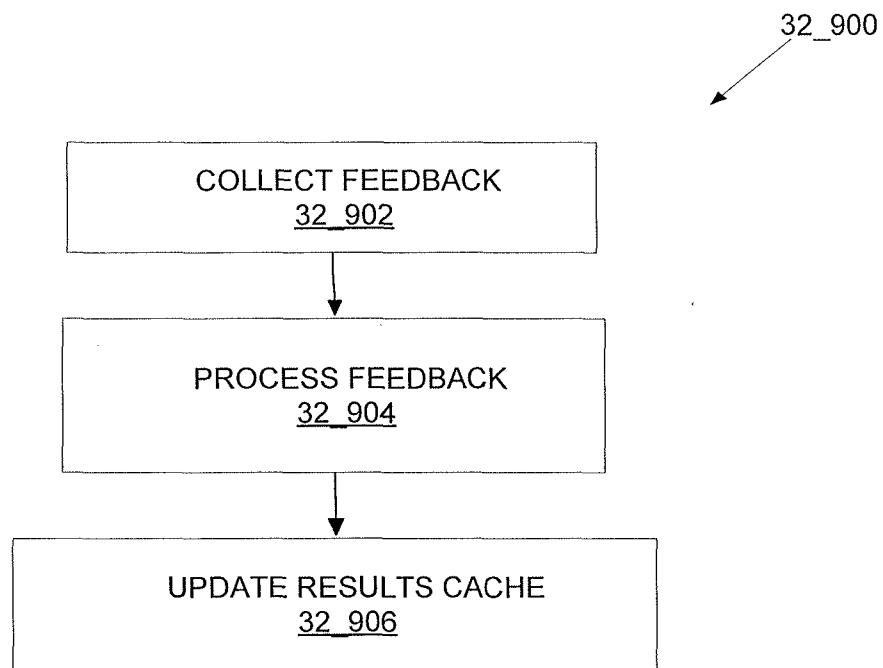 32_900
COLLECT FEEDBACK
32_902
PROCESS FEEDBACK
32_904
UPDATE RESULTS CACHE
32_906